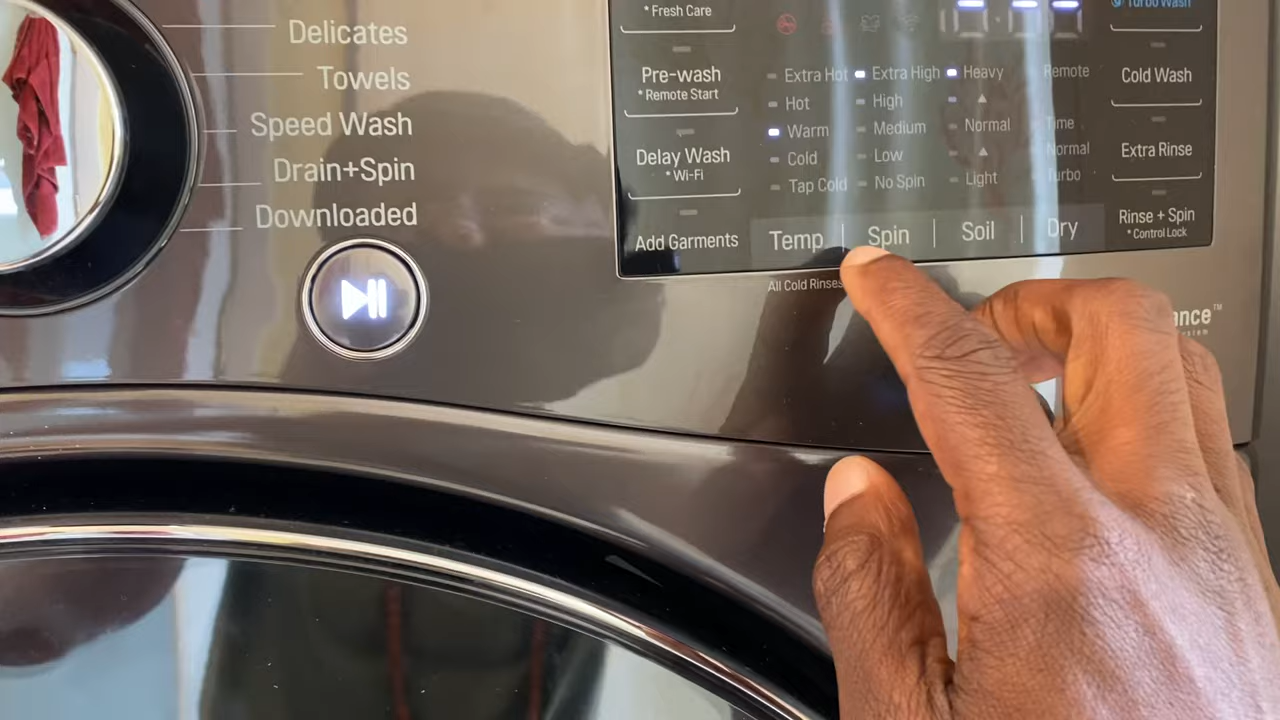 Delicates
Towels
Speed Wash
Drain+Spin
Downloaded
* Fresh Care
Pre-wash
* Remote Start
Delay Wash
* Wi-Fi
Add Garments
Extra Hot
Hot
Warm
Cold
Tap Cold
Extra High
High
Medium
Low
No Spin
Heavy
Normal
Light
Remote
Time
Normal
Turbo
Temp | Spin | Soil | Dry
All Cold Rinses
Turbo Wash
Cold Wash
Extra Rinse
Rinse + Spin
* Control Lock